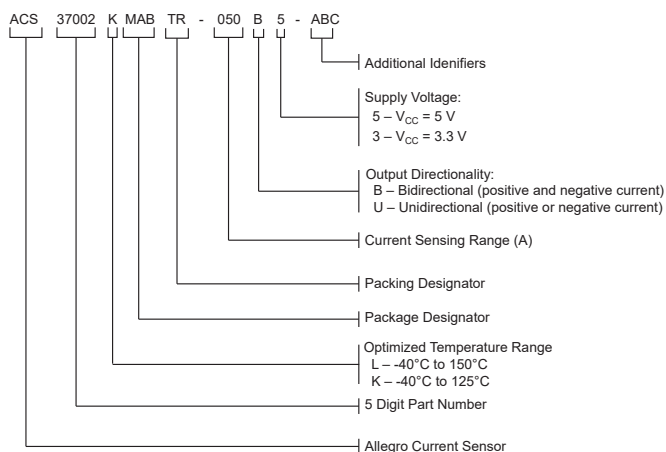 ACS 37002 K MAB TR - 050 B 5 - ABC
Additional Idenifiers
Supply Voltage:
5 – VCC = 5 V
3 – VCC = 3.3 V
Output Directionality:
B – Bidirectional (positive and negative current)
U – Unidirectional (positive or negative current)
Current Sensing Range (A)
Packing Designator
Package Designator
Optimized Temperature Range
L – -40°C to 150°C
K – -40°C to 125°C
5 Digit Part Number
Allegro Current Sensor